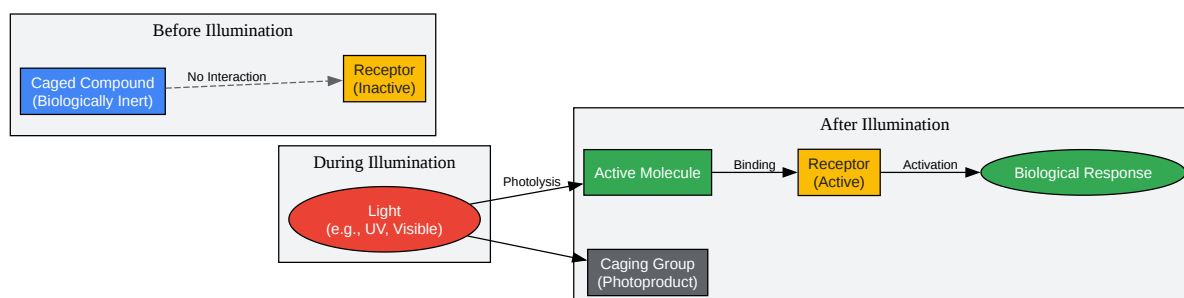 Before Illumination
Caged Compound
(Biologically Inert)
No Interaction
Receptor
(Inactive)
During Illumination
Light
(e.g., UV, Visible)
Photolysis
After Illumination
Active Molecule
Binding
Receptor
(Active)
Activation
Biological Response
Caging Group
(Photoproduct)